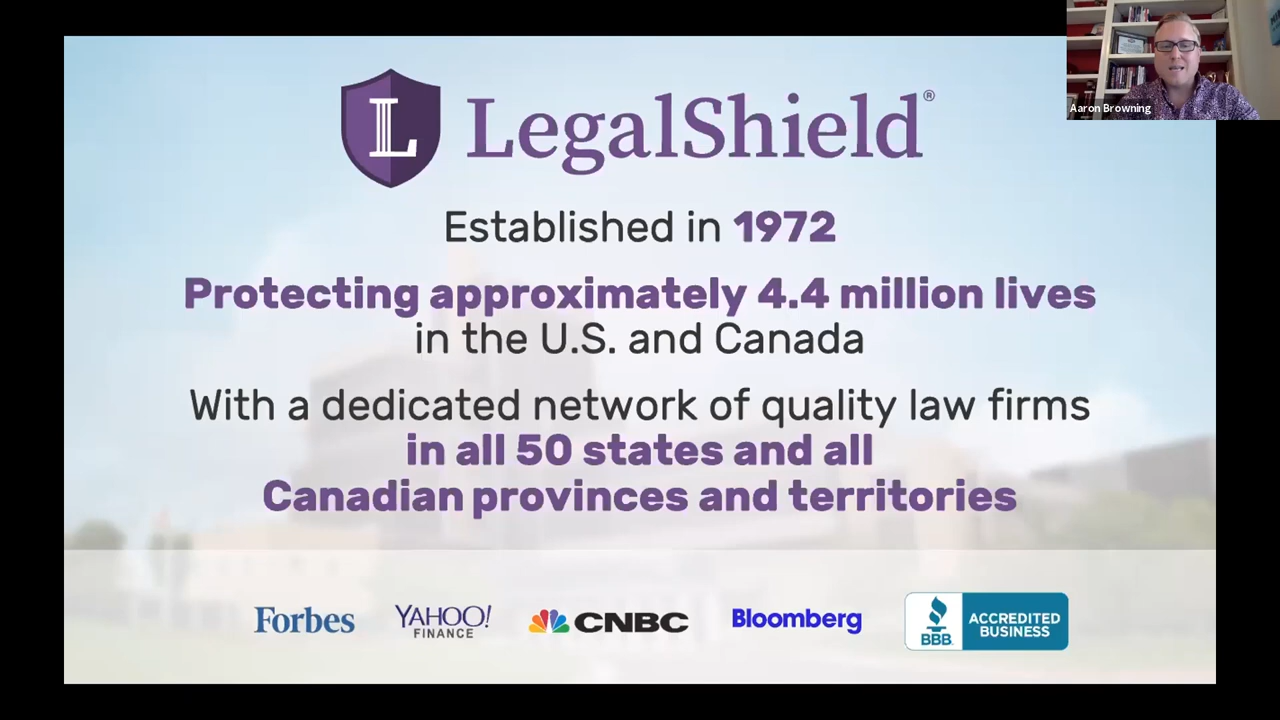 Aaron Browning
L LegalShield®
Established in 1972
Protecting approximately 4.4 million lives
in the U.S. and Canada
With a dedicated network of quality law firms
in all 50 states and all
Canadian provinces and territories
Forbes
YAHOO!
FINANCE
CNBC
Bloomberg
BBB.
ACCREDITED
BUSINESS